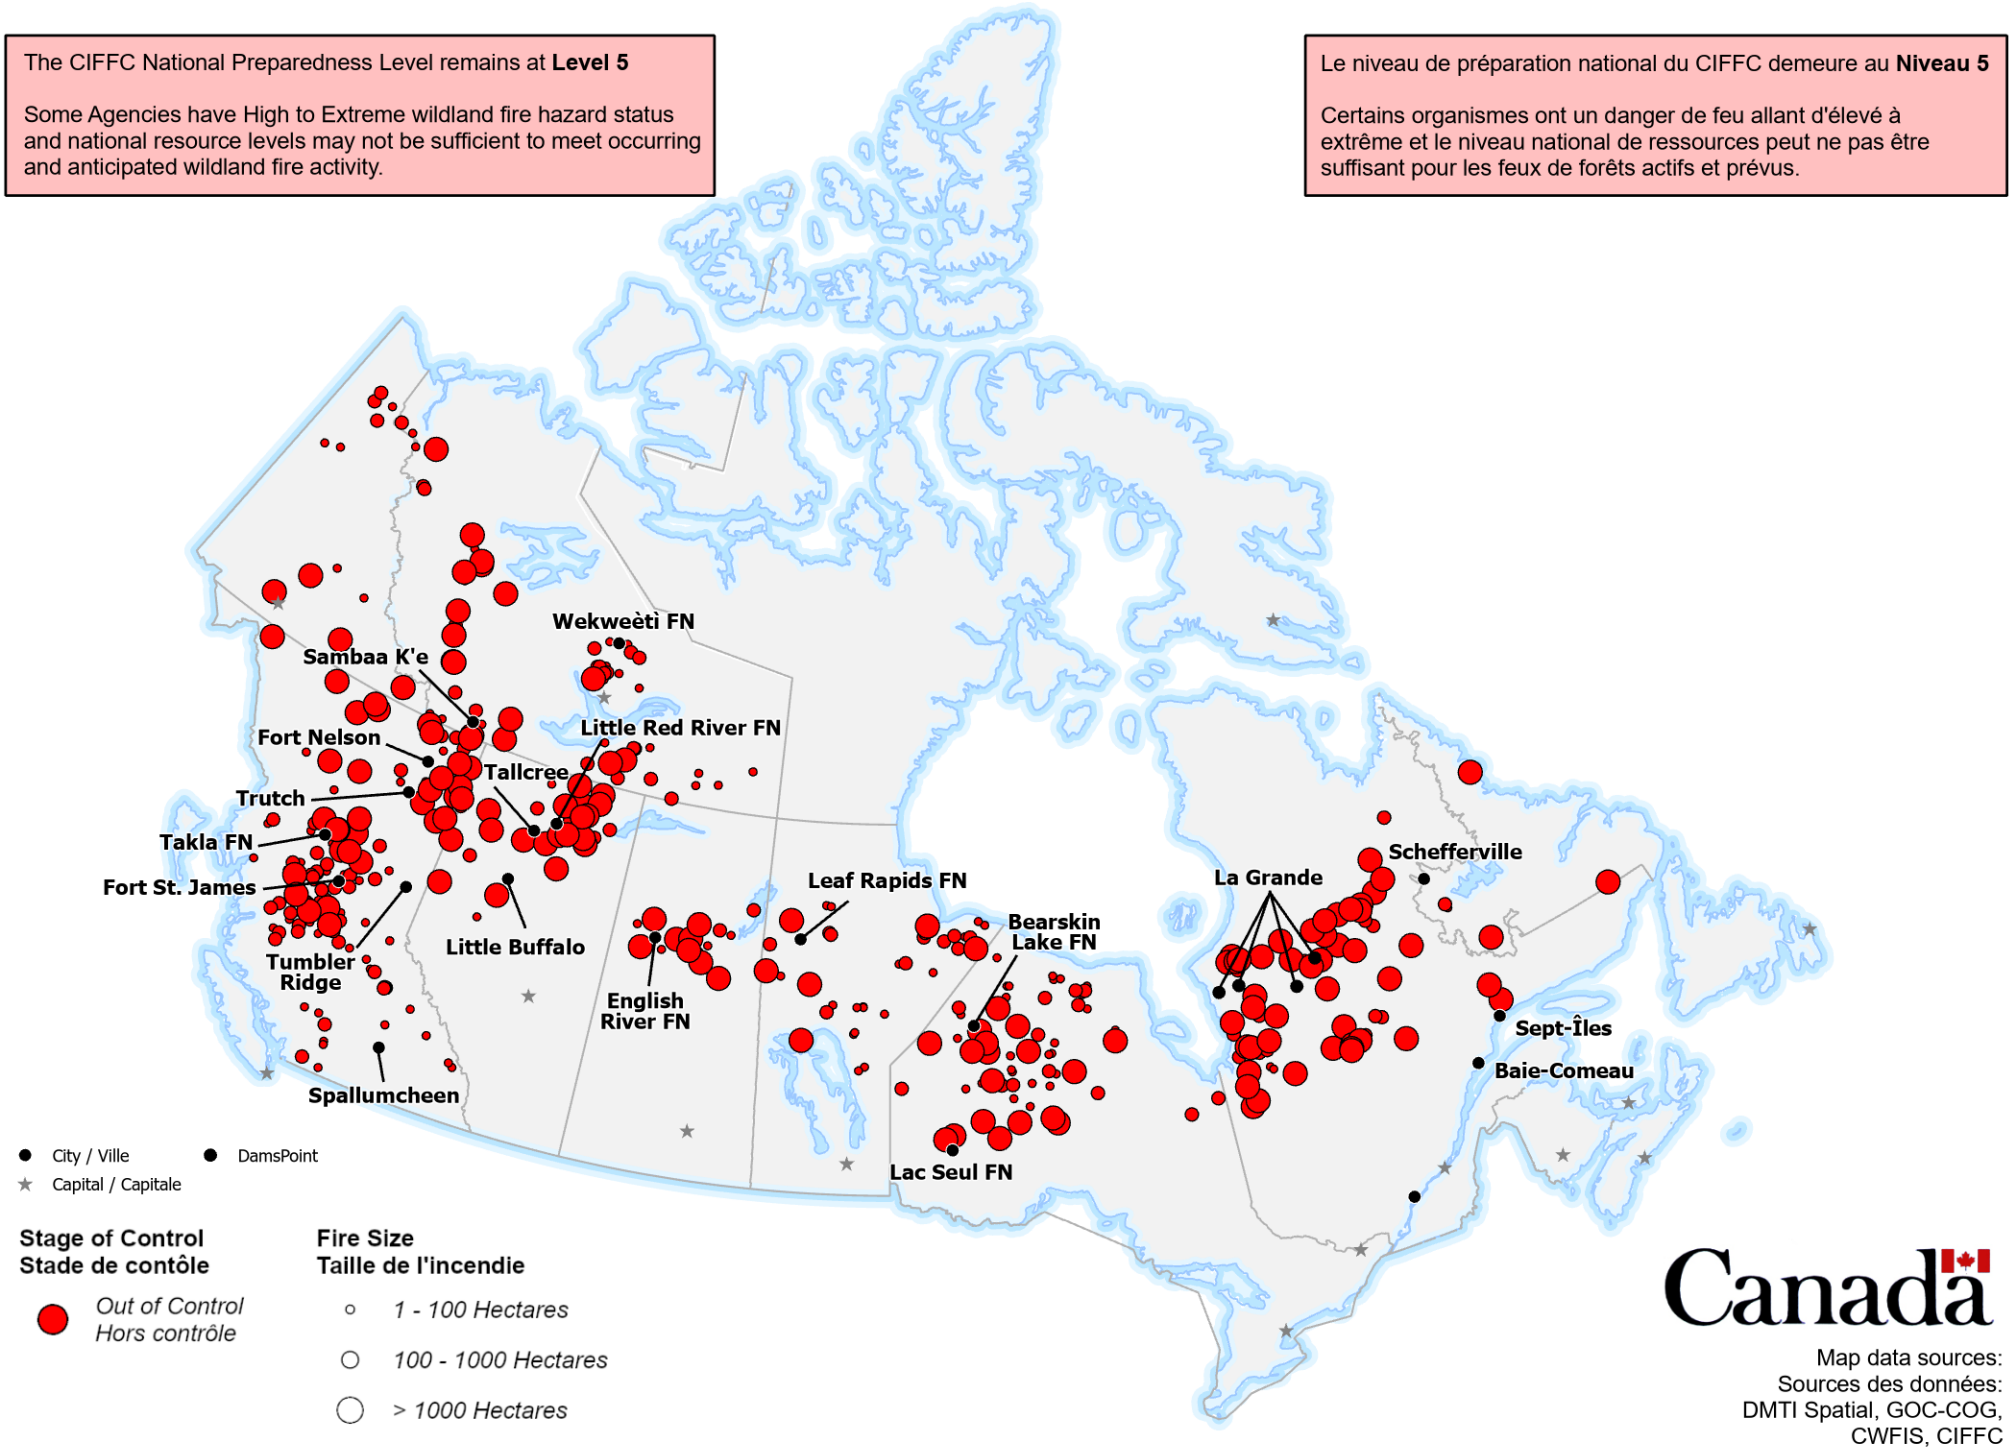 The CIFFC National Preparedness Level remains at Level 5
Some Agencies have High to Extreme wildland fire hazard status
and national resource levels may not be sufficient to meet occurring
and anticipated wildland fire activity.
Le niveau de préparation national du CIFFC demeure au Niveau 5
Certains organismes ont un danger de feu allant d'élevé à
extrême et le niveau national de ressources peut ne pas être
suffisant pour les feux de forêts actifs et prévus.
Wekweètì FN
Sambaa K'e
Little Red River FN
Fort Nelson
Tallcree
Trutch
Takla FN
Fort St. James
Leaf Rapids FN
Schefferville
La Grande
Bearskin
Lake FN
Little Buffalo
Tumbler
Ridge
English
River FN
Sept-Îles
Baie-Comeau
Spallumcheen
Lac Seul FN
City / Ville
DamsPoint
Capital / Capitale
Stage of Control
Stade de contôle
Out of Control
Hors contrôle
Fire Size
Taille de l'incendie
1 - 100 Hectares
100 - 1000 Hectares
> 1000 Hectares
Canada
Map data sources:
Sources des données:
DMTI Spatial, GOC-COG,
CWFIS, CIFFC